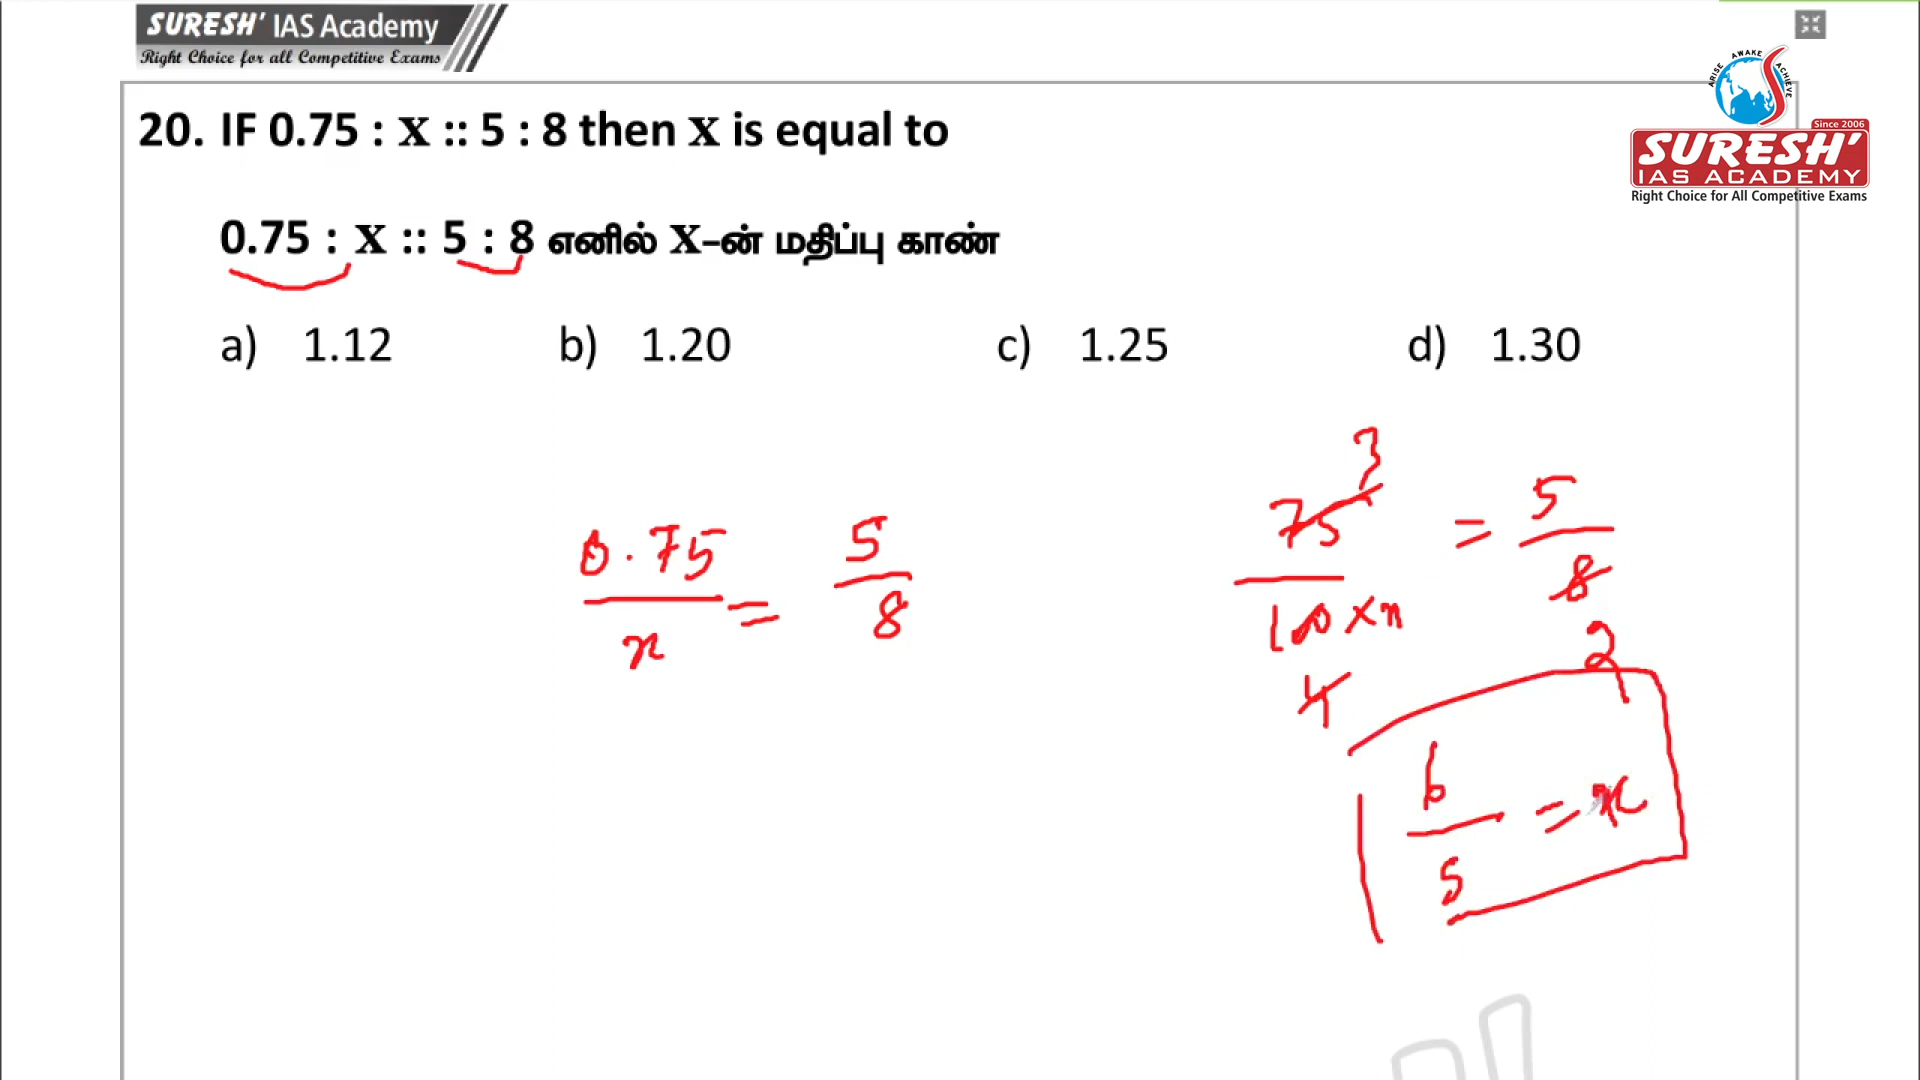 SURESH' IAS Academy
Right Choice for all Competitive Exams
ARISE AWAKE ACHIEVE
Since 2006
SURESH'
IAS ACADEMY
Right Choice for All Competitive Exams
20. IF 0.75 : X :: 5 : 8 then X is equal to
0.75 : X :: 5 : 8 எனில் X-ன் மதிப்பு காண்
a) 1.12 b) 1.20 c) 1.25 d) 1.30
3
0.75 = 5
x 8
75 = 5
100 × x 8
4 2
6 = x
5